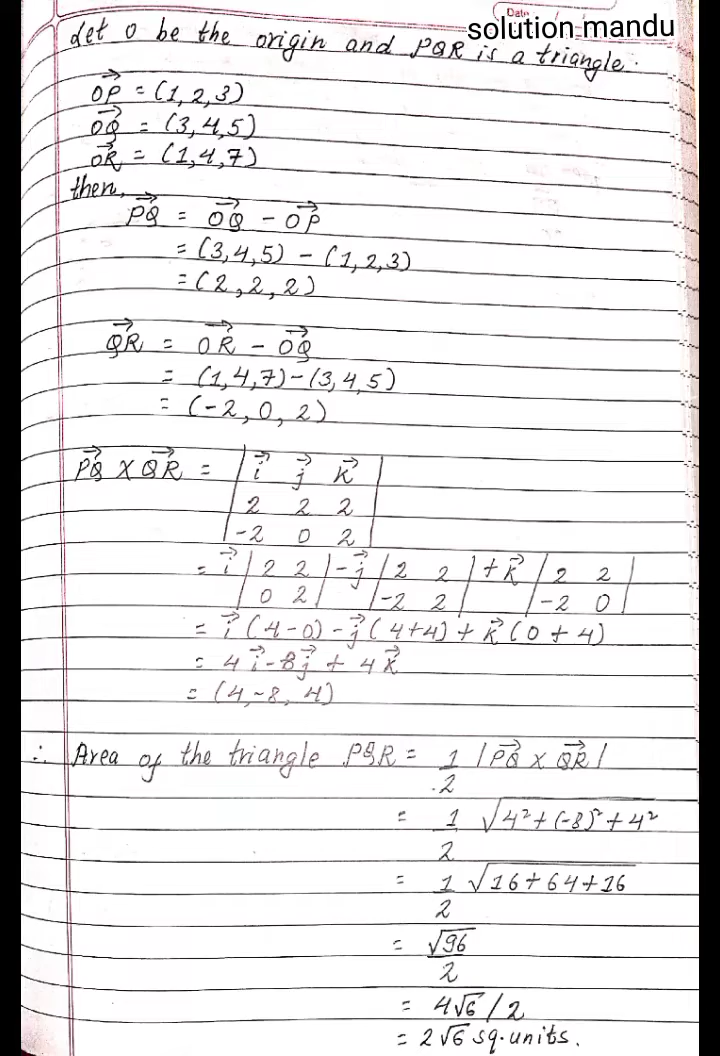 Date
solution mandu
Let O be the origin and PQR is a triangle.
OP⃗ = (1, 2, 3)
OQ⃗ = (3, 4, 5)
OR⃗ = (1, 4, 7)
then,
PQ⃗ = OQ⃗ - OP⃗
= (3, 4, 5) - (1, 2, 3)
= (2, 2, 2)
QR⃗ = OR⃗ - OQ⃗
= (1, 4, 7) - (3, 4, 5)
= (-2, 0, 2)
PQ⃗ X QR⃗ = | i⃗ j⃗ k⃗ |
| 2 2 2 |
| -2 0 2 |
= i⃗ | 2 2 | - j⃗ | 2 2 | + k⃗ | 2 2 |
| 0 2 | | -2 2 | | -2 0 |
= i⃗ (4-0) - j⃗ (4+4) + k⃗ (0 + 4)
= 4 i⃗ - 8 j⃗ + 4 k⃗
= (4, -8, 4)
∴ Area of the triangle PQR = 1/2 | PQ⃗ X QR⃗ |
= 1/2 √4² + (-8)² + 4²
= 1/2 √16 + 64 + 16
= √96/2
= 4√6 / 2
= 2√6 sq. units.